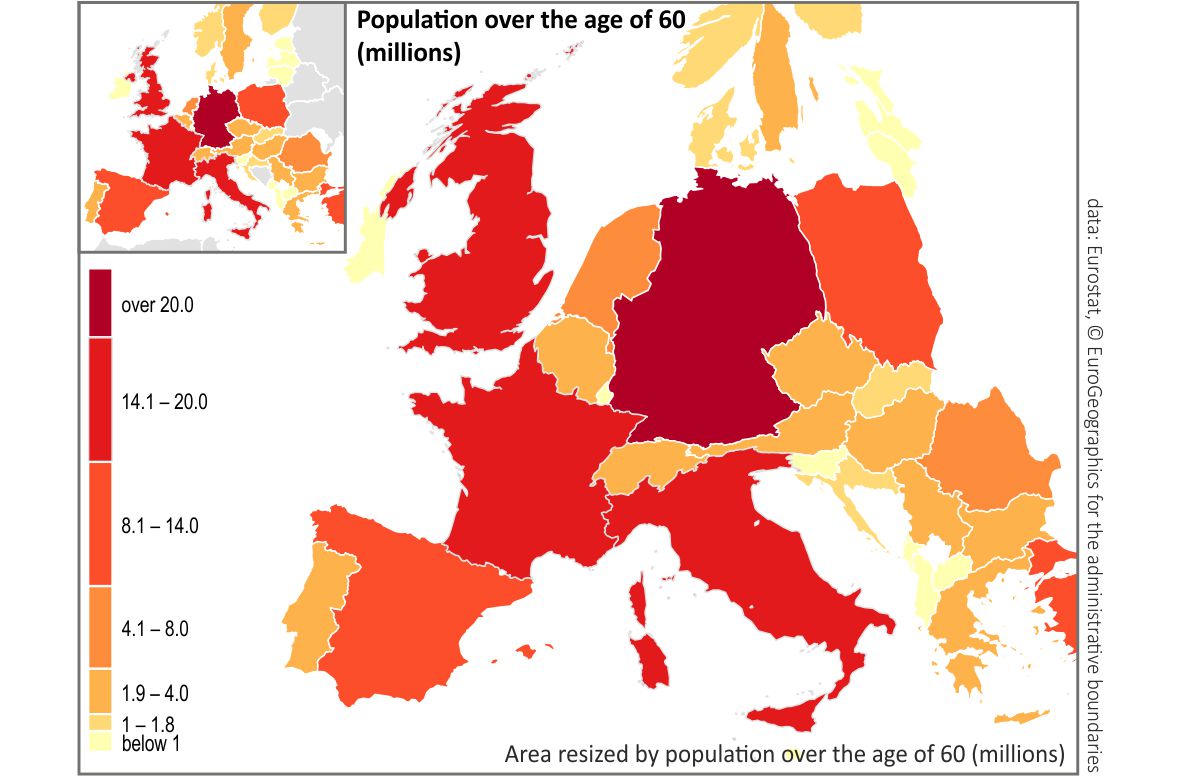 Population over the age of 60
(millions)
over 20.0
14.1 – 20.0
8.1 – 14.0
4.1 – 8.0
1.9 – 4.0
1 – 1.8
below 1
Area resized by population over the age of 60 (millions)
data: Eurostat, © EuroGeographics for the administrative boundaries